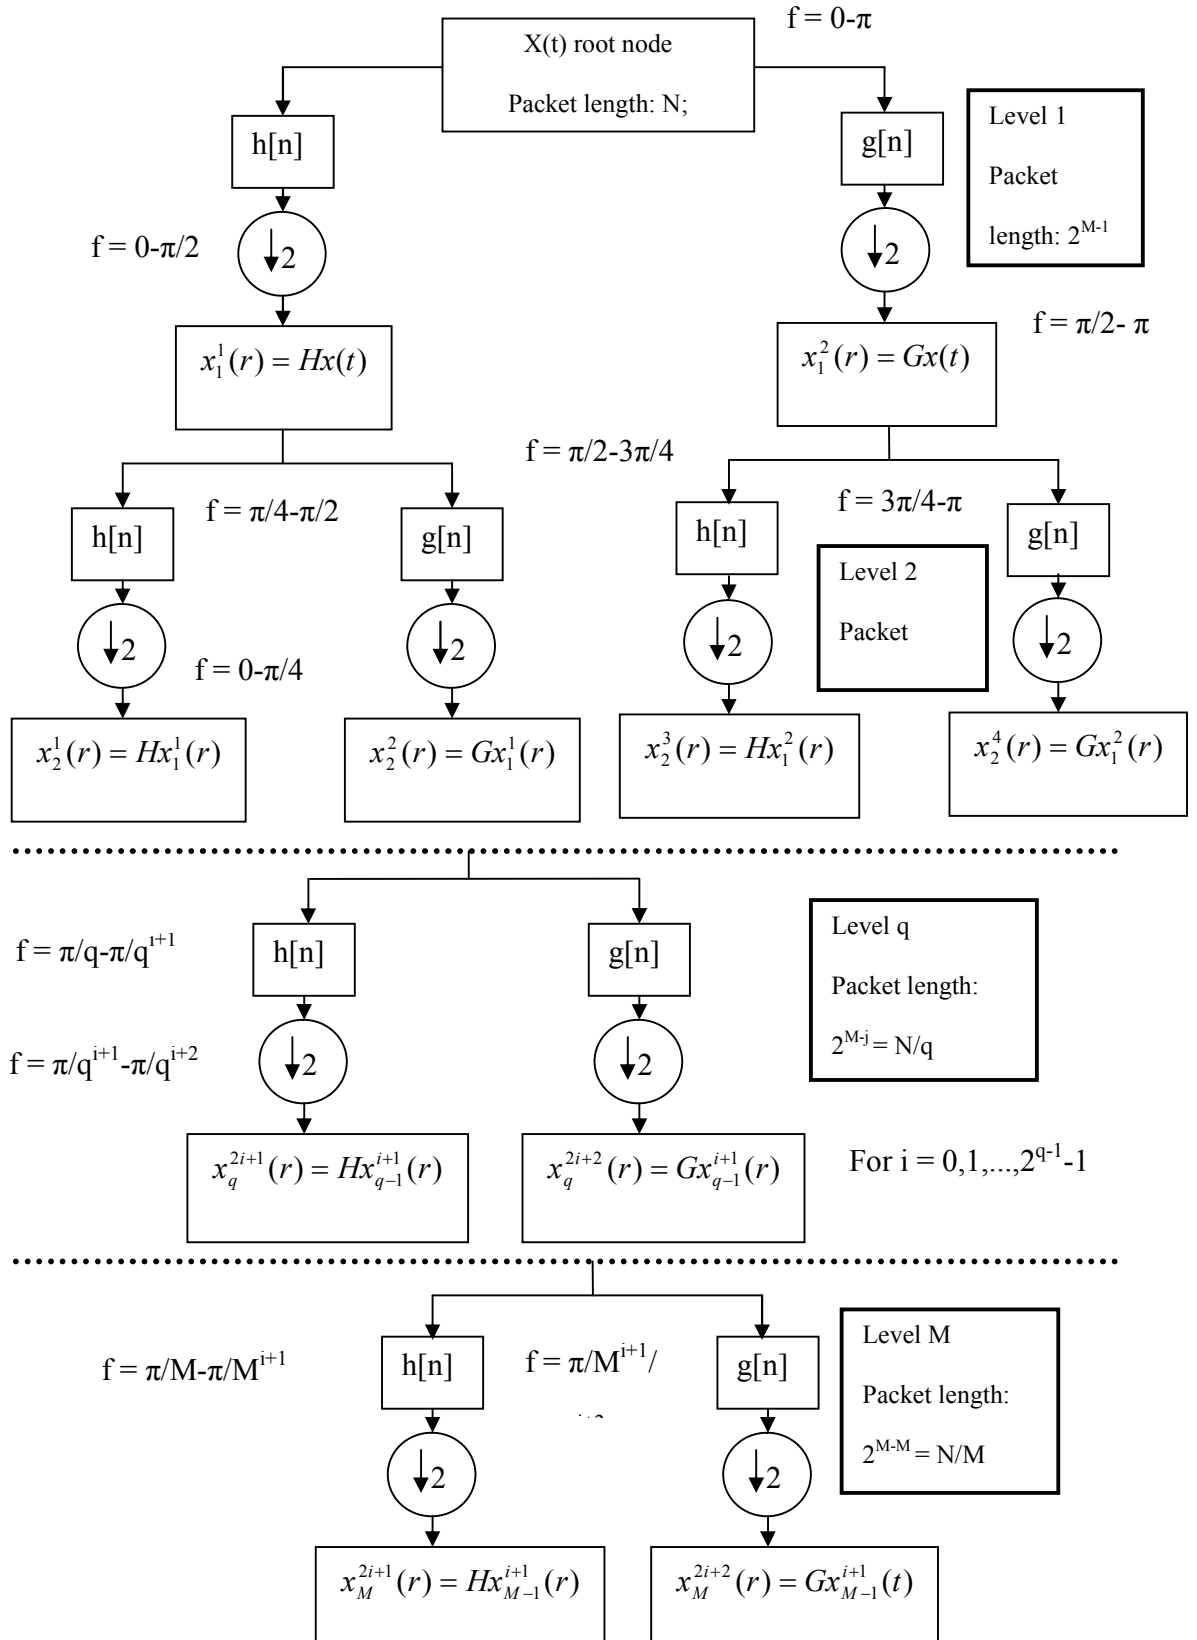 f = 0-π
X(t) root node
Packet length: N;
h[n]
g[n]
Level 1
Packet
length: 2^{M-1}
f = 0-π/2
↓2
↓2
f = π/2- π
x_1^1(r) = Hx(t)
x_1^2(r) = Gx(t)
f = π/2-3π/4
f = π/4-π/2
f = 3π/4-π
h[n]
g[n]
h[n]
g[n]
Level 2
Packet
↓2
↓2
↓2
↓2
f = 0-π/4
x_2^1(r) = Hx_1^1(r)
x_2^2(r) = Gx_1^1(r)
x_2^3(r) = Hx_1^2(r)
x_2^4(r) = Gx_1^2(r)
f = π/q-π/q^{i+1}
h[n]
g[n]
Level q
Packet length:
2^{M-j} = N/q
f = π/q^{i+1}-π/q^{i+2}
↓2
↓2
x_q^{2i+1}(r) = Hx_{q-1}^{i+1}(r)
x_q^{2i+2}(r) = Gx_{q-1}^{i+1}(r)
For i = 0,1,...,2^{q-1}-1
f = π/M-π/M^{i+1}
h[n]
f = π/M^{i+1}/
g[n]
Level M
Packet length:
2^{M-M} = N/M
↓2
↓2
x_M^{2i+1}(r) = Hx_{M-1}^{i+1}(r)
x_M^{2i+2}(r) = Gx_{M-1}^{i+1}(t)